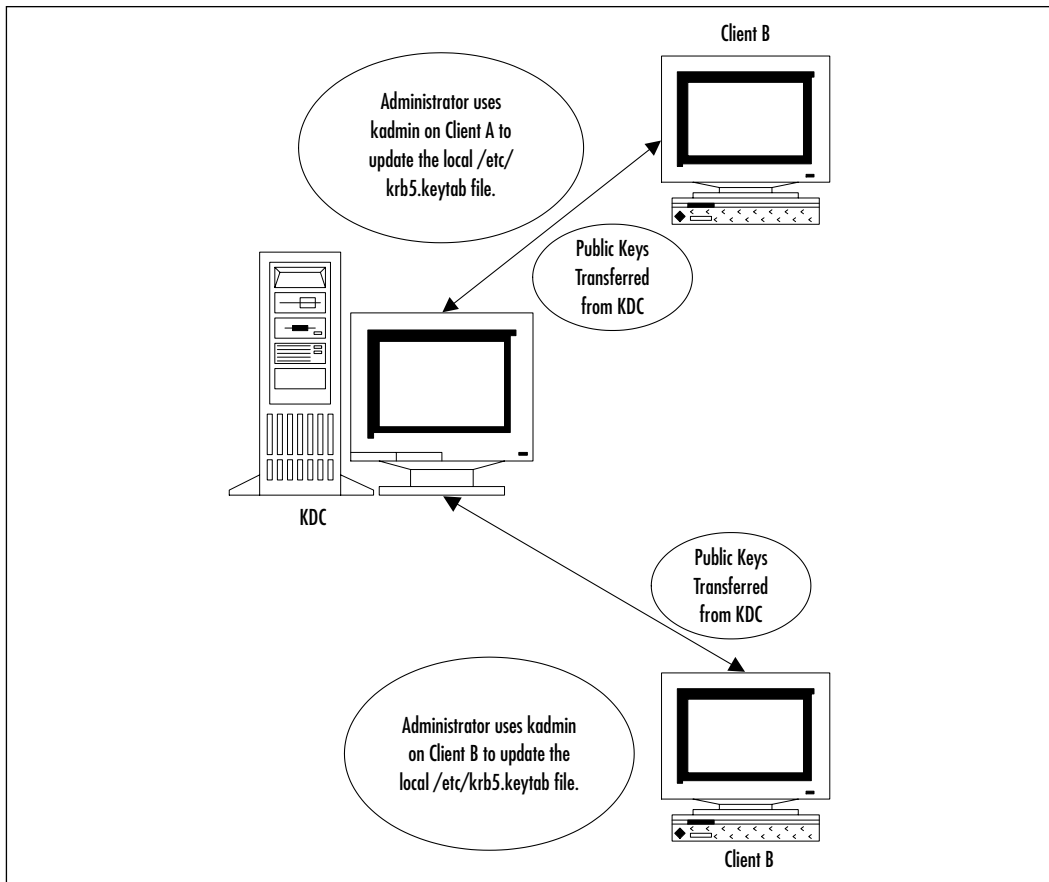 Client B
Administrator uses
kadmin on Client A to
update the local /etc/
krb5.keytab file.
Public Keys
Transferred
from KDC
KDC
Public Keys
Transferred
from KDC
Administrator uses kadmin
on Client B to update the
local /etc/krb5.keytab file.
Client B